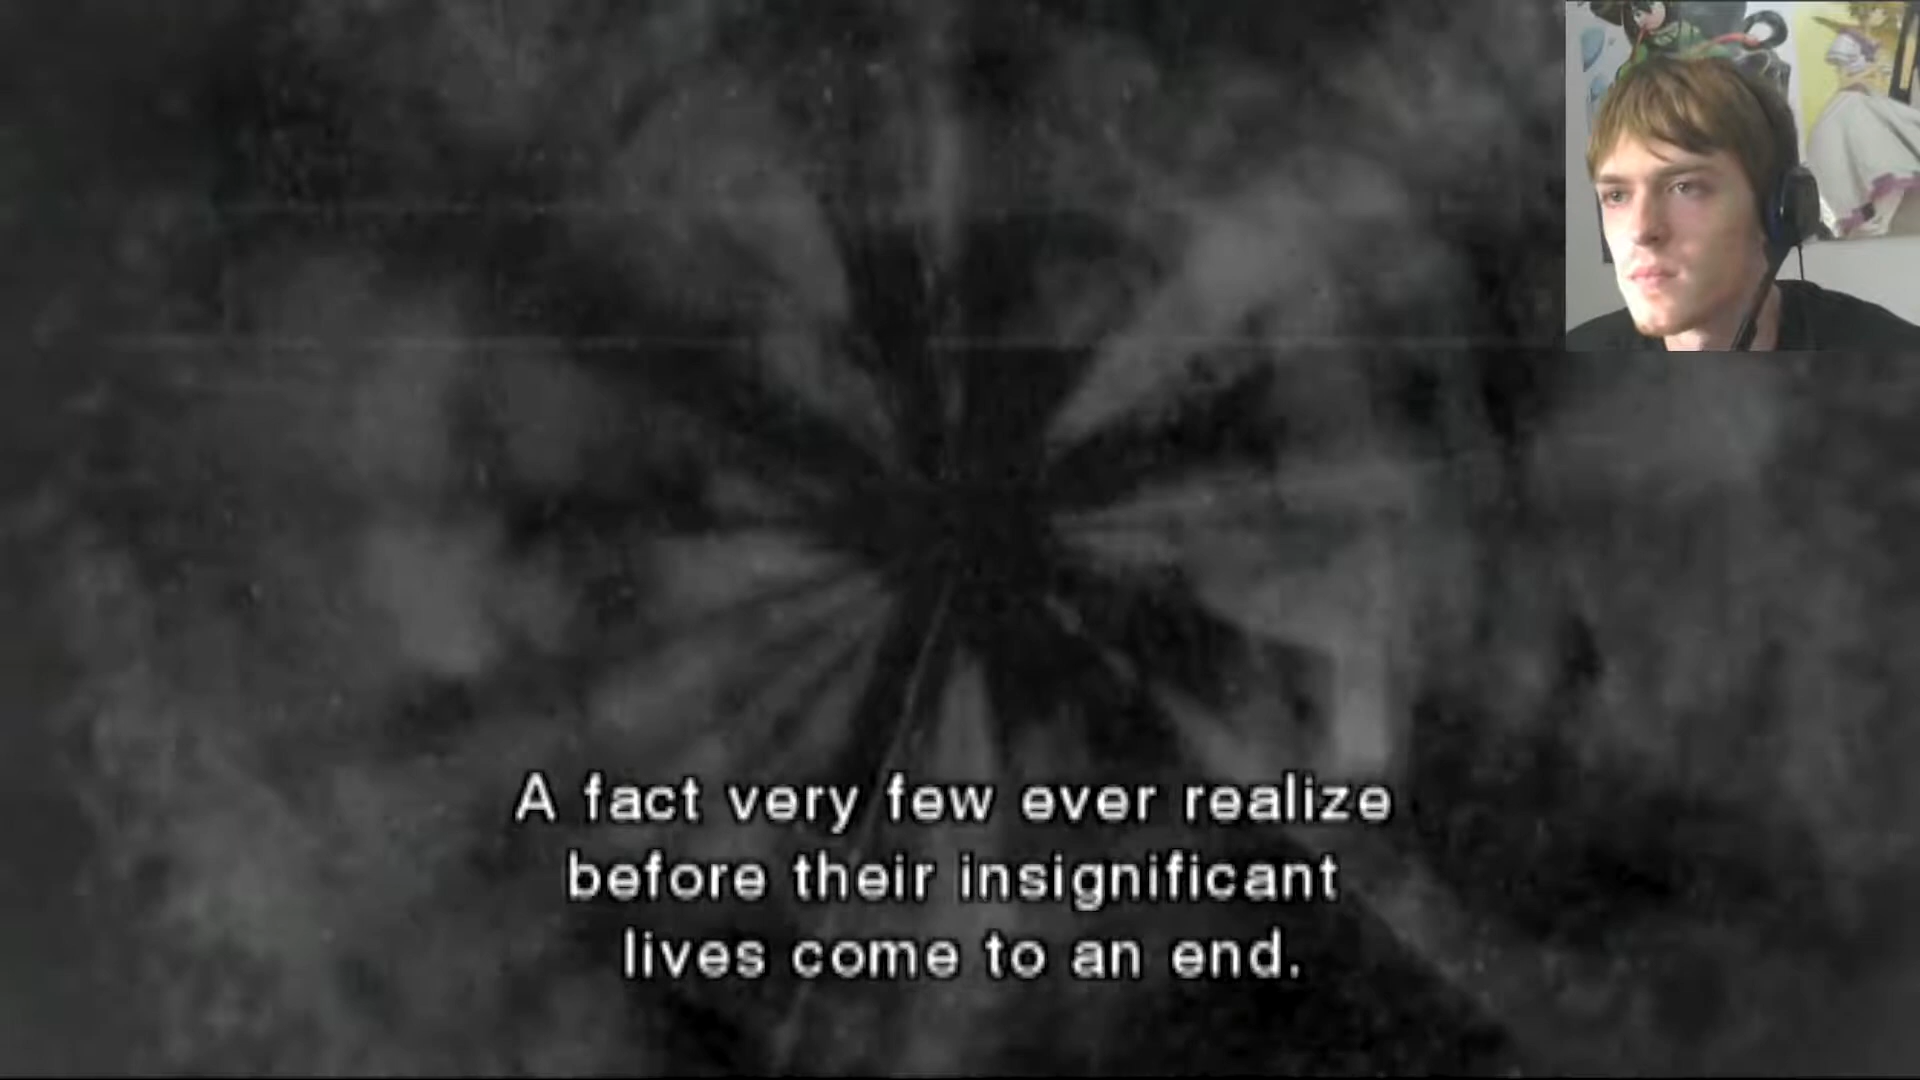 A fact very few ever realize
before their insignificant
lives come to an end.